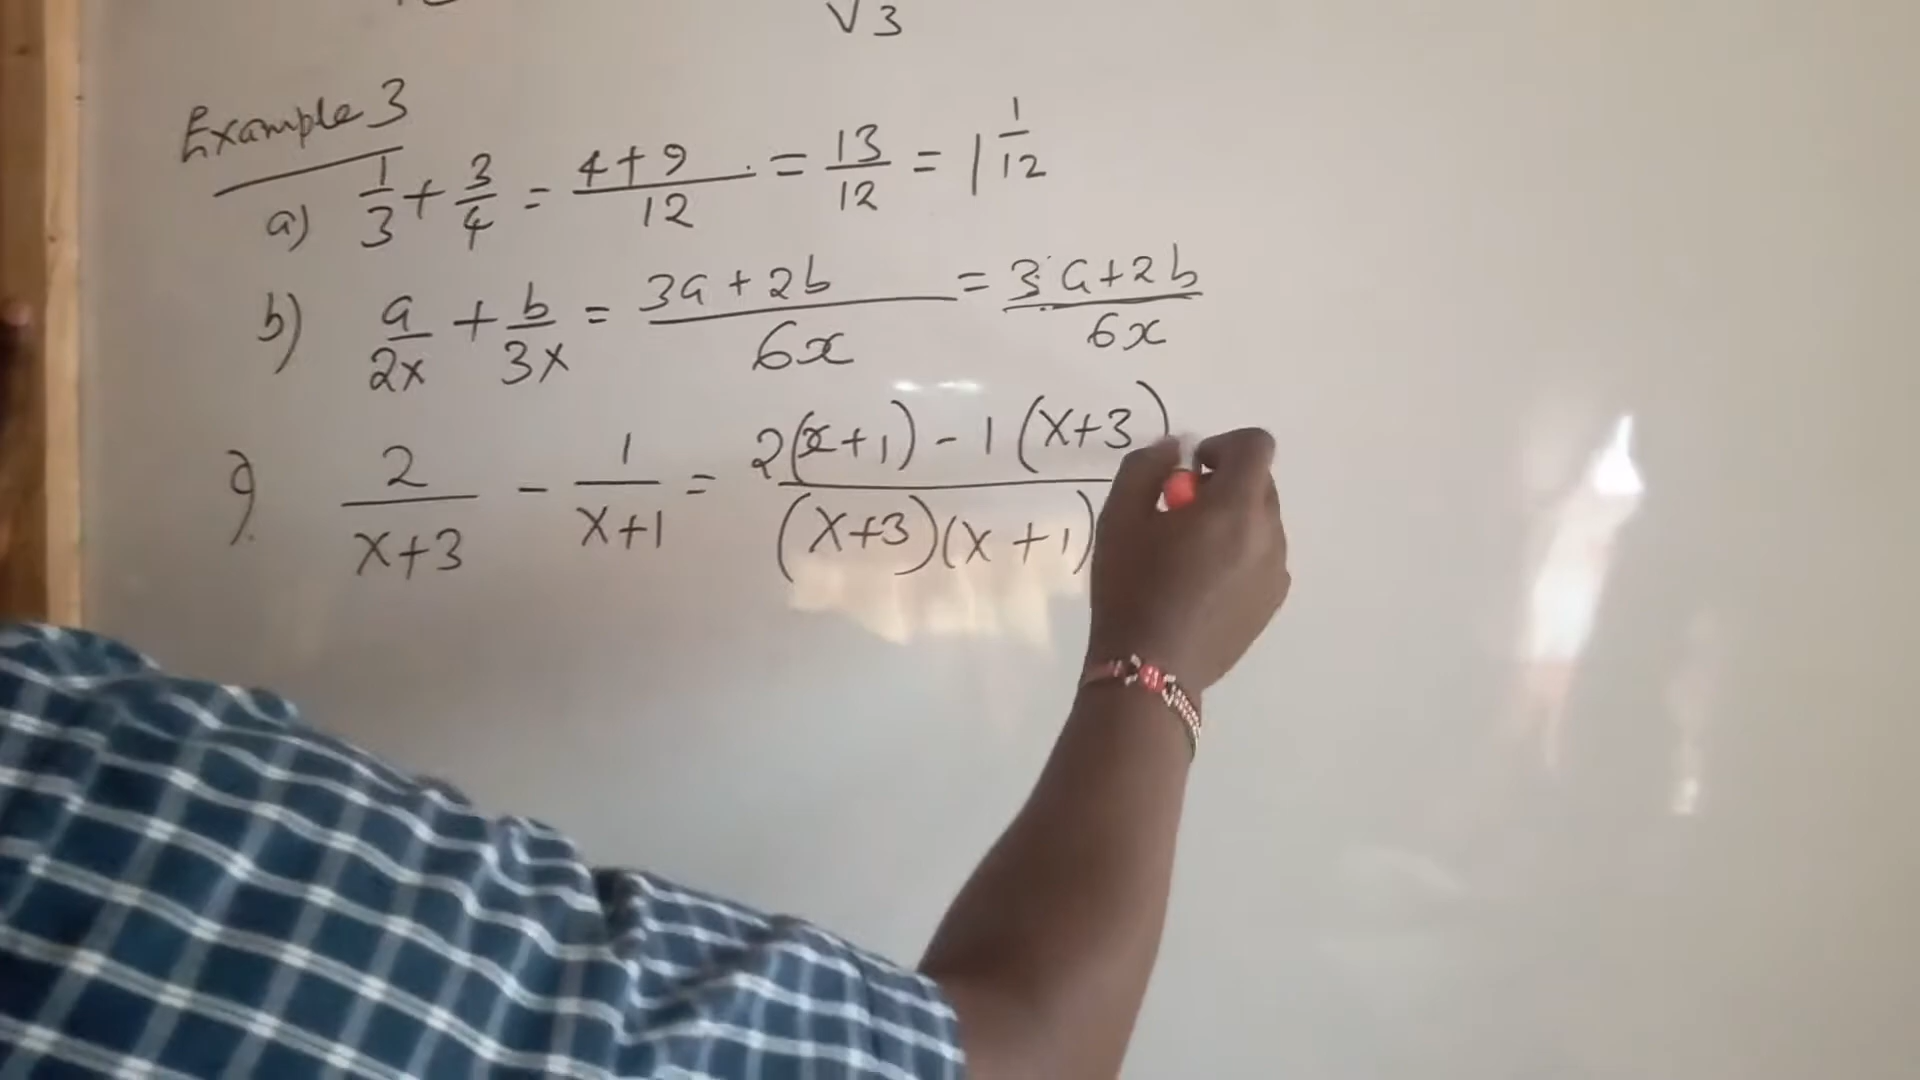 √3
Example 3
a) 1/3 + 3/4 = 4+9/12 = 13/12 = 1 1/12
b) a/2x + b/3x = 3a+2b/6x = 3a+2b/6x
2/x+3 - 1/x+1 = 2(x+1) - 1(x+3)/(x+3)(x+1)